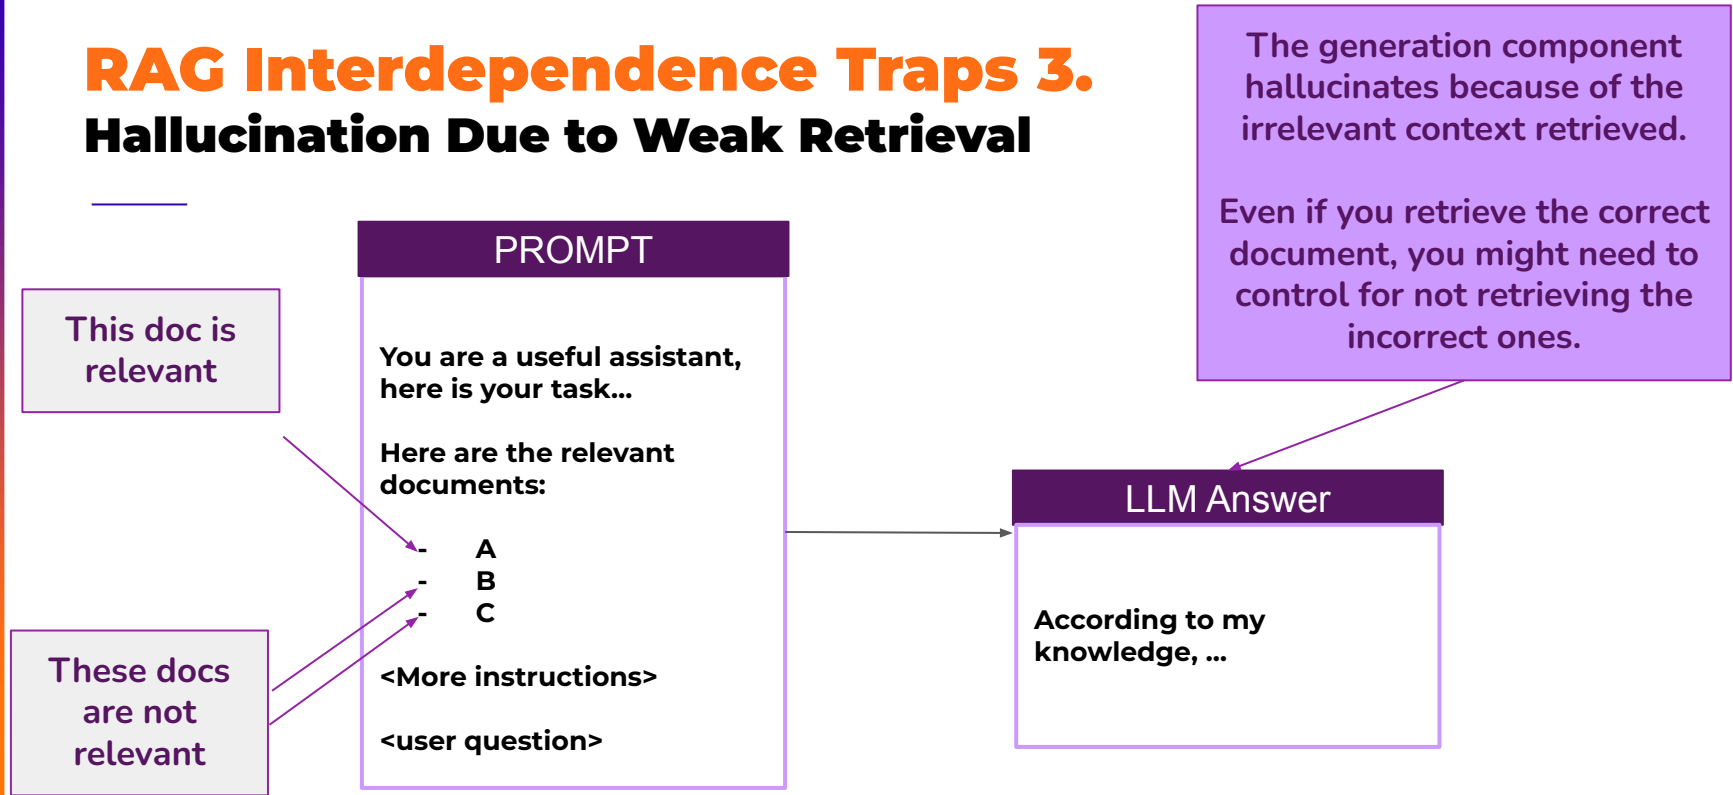 RAG Interdependence Traps 3.
Hallucination Due to Weak Retrieval
The generation component
hallucinates because of the
irrelevant context retrieved.
Even if you retrieve the correct
document, you might need to
control for not retrieving the
incorrect ones.
This doc is
relevant
These docs
are not
relevant
PROMPT
You are a useful assistant,
here is your task...
Here are the relevant
documents:
- A
- B
- C
<More instructions>
<user question>
LLM Answer
According to my
knowledge, ...